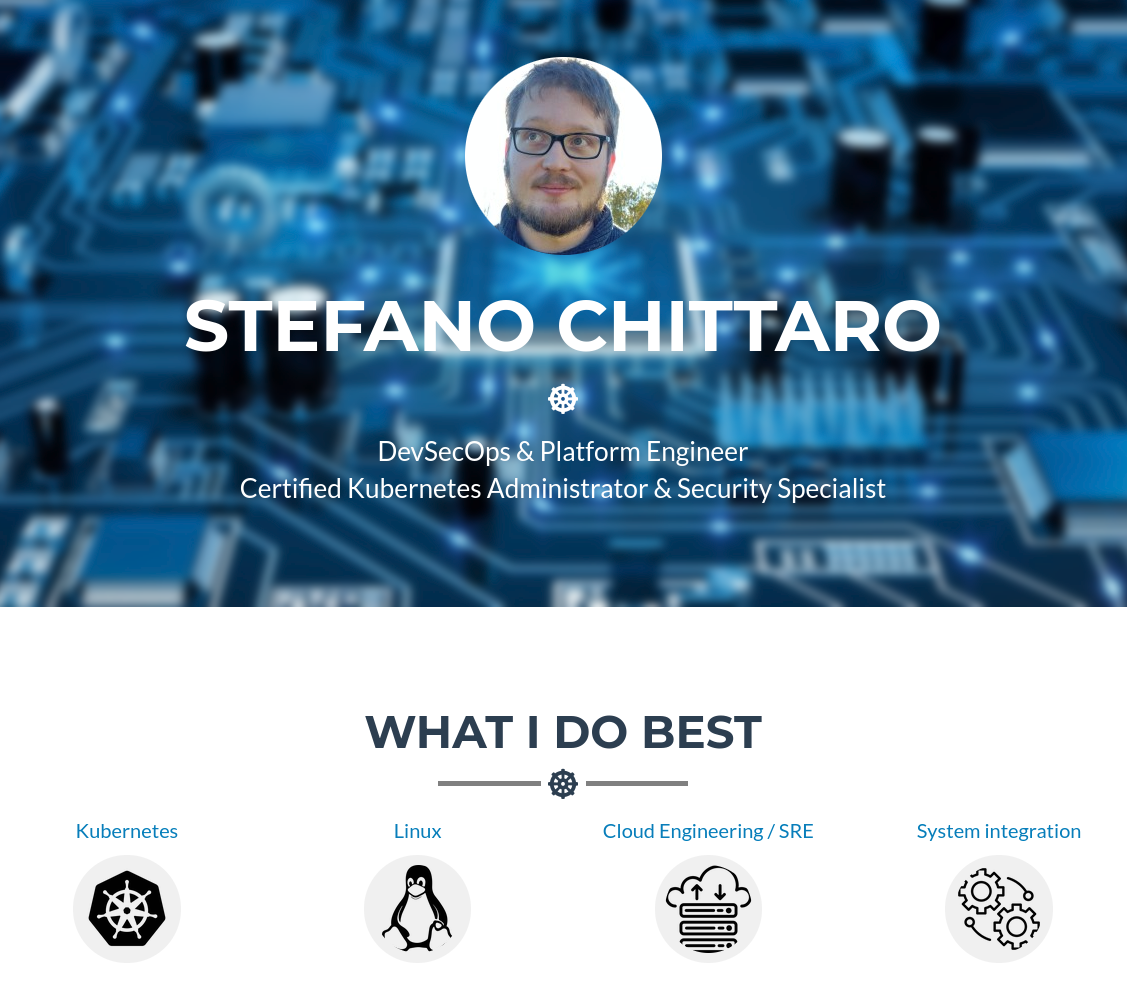 STEFANO CHITTARO
DevSecOps & Platform Engineer
Certified Kubernetes Administrator & Security Specialist
WHAT I DO BEST
Kubernetes
Linux
Cloud Engineering / SRE
System integration